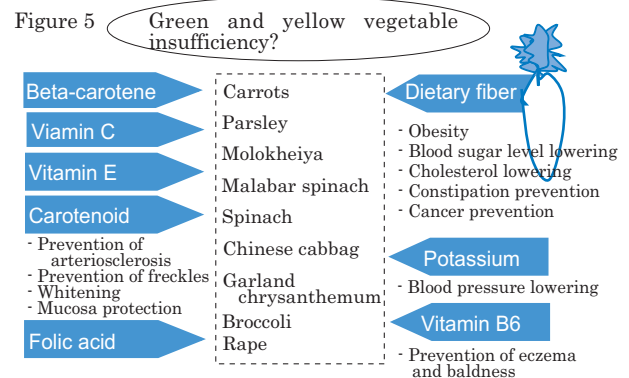 Figure 5
Green and yellow vegetable
insufficiency?
Beta-carotene
Viamin C
Vitamin E
Carotenoid
- Prevention of
arteriosclerosis
- Prevention of freckles
- Whitening
- Mucosa protection
Folic acid
Carrots
Parsley
Molokheiya
Malabar spinach
Spinach
Chinese cabbag
Garland
chrysanthemum
Broccoli
Rape
Dietary fiber
- Obesity
- Blood sugar level lowering
- Cholesterol lowering
- Constipation prevention
- Cancer prevention
Potassium
- Blood pressure lowering
Vitamin B6
- Prevention of eczema
and baldness